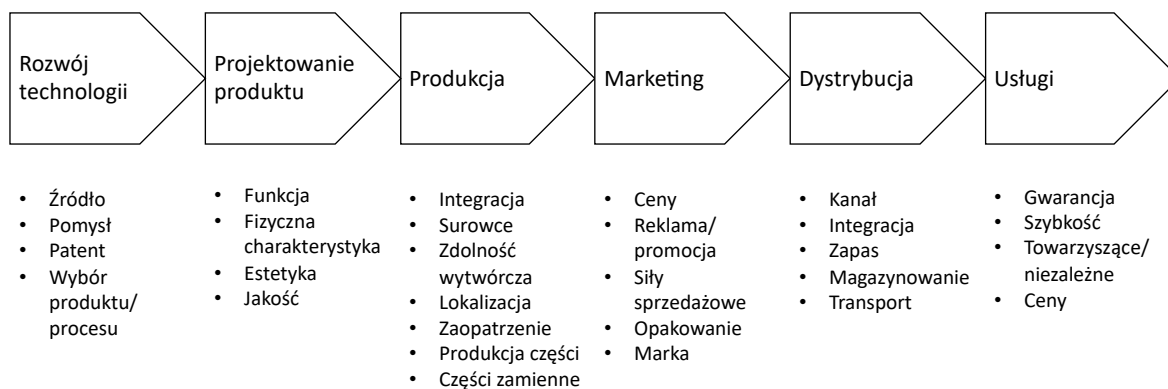 Rozwój
technologii
Projektowanie
produktu
Produkcja
Marketing
Dystrybucja
Usługi
• Źródło
• Pomysł
• Patent
• Wybór
produktu/
procesu
• Funkcja
• Fizyczna
charakterystyka
• Estetyka
• Jakość
• Integracja
• Surowce
• Zdolność
wytwórcza
• Lokalizacja
• Zaopatrzenie
• Produkcja części
• Części zamienne
• Ceny
• Reklama/
promocja
• Siły
sprzedażowe
• Opakowanie
• Marka
• Kanał
• Integracja
• Zapas
• Magazynowanie
• Transport
• Gwarancja
• Szybkość
• Towarzyszące/
niezależne
• Ceny